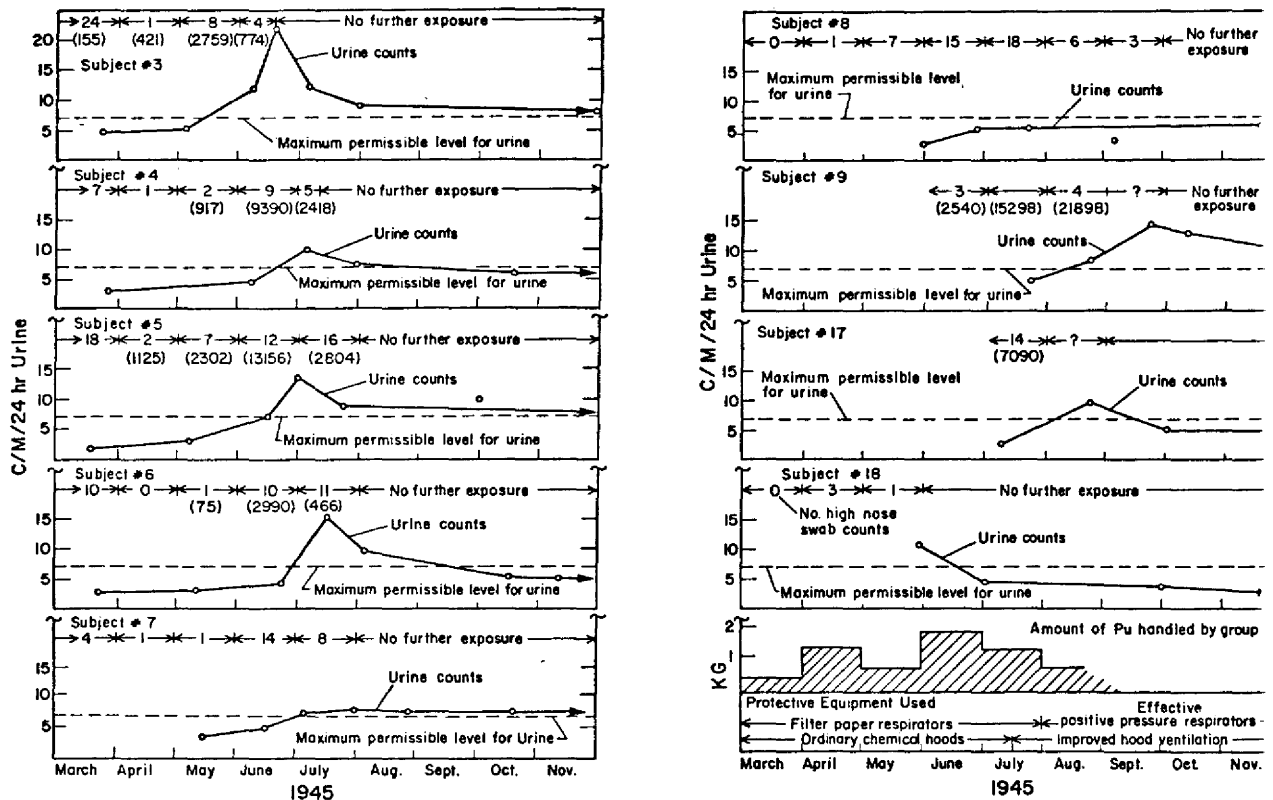 24 1 8 4 No further exposure
(155) (421) (2759) (774)
20
Urine counts
15
Subject #3
10
5
Maximum permissible level for urine
Subject #4
7 1 2 9 5 No further exposure
(917) (9390) (2418)
15
Urine counts
10
Maximum permissible level for urine
5
Subject #5
18 2 7 12 16 No further exposure
(1125) (2302) (13156) (2804)
15
Urine counts
10
Maximum permissible level for urine
5
Subject #6
10 0 1 10 11 No further exposure
(75) (2990) (466)
15
Urine counts
10
5
Maximum permissible level for urine
Subject #7
4 1 1 14 8 No further exposure
15
Urine counts
10
5
Maximum permissible level for Urine
C/M/24 hr Urine
March April May June July Aug. Sept. Oct. Nov.
1945
Subject #8
0 1 7 15 18 6 3 No further exposure
15
Maximum permissible level for urine
Urine counts
10
5
Subject #9
3 4 ? No further exposure
(2540) (15298) (21898)
15
Urine counts
10
5
Maximum permissible level for urine
Subject #17
14 ?
(7090)
15
Maximum permissible level for urine
Urine counts
10
5
Subject #18
0 3 1 No further exposure
No. high nose swab counts
15
Urine counts
10
5
Maximum permissible level for urine
C/M/24 hr Urine
2
Amount of Pu handled by group
1
KG
Protective Equipment Used
Effective
Filter paper respirators
positive pressure respirators
Ordinary chemical hoods
Improved hood ventilation
March April May June July Aug. Sept. Oct. Nov.
1945